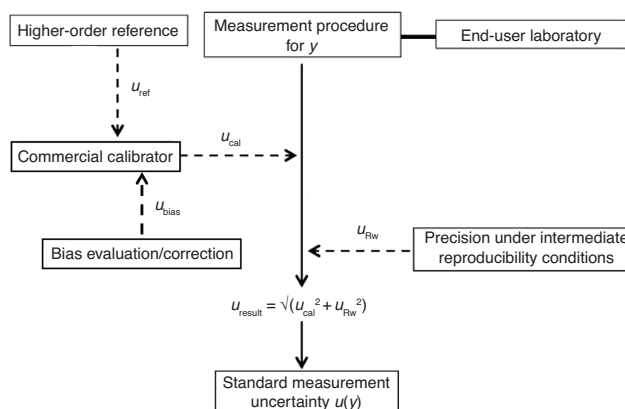 Higher-order reference
Measurement procedure
for y
End-user laboratory
u_ref
u_cal
Commercial calibrator
u_bias
u_Rw
Bias evaluation/correction
Precision under intermediate
reproducibility conditions
u_result = √(u_cal² + u_Rw²)
Standard measurement
uncertainty u(y)